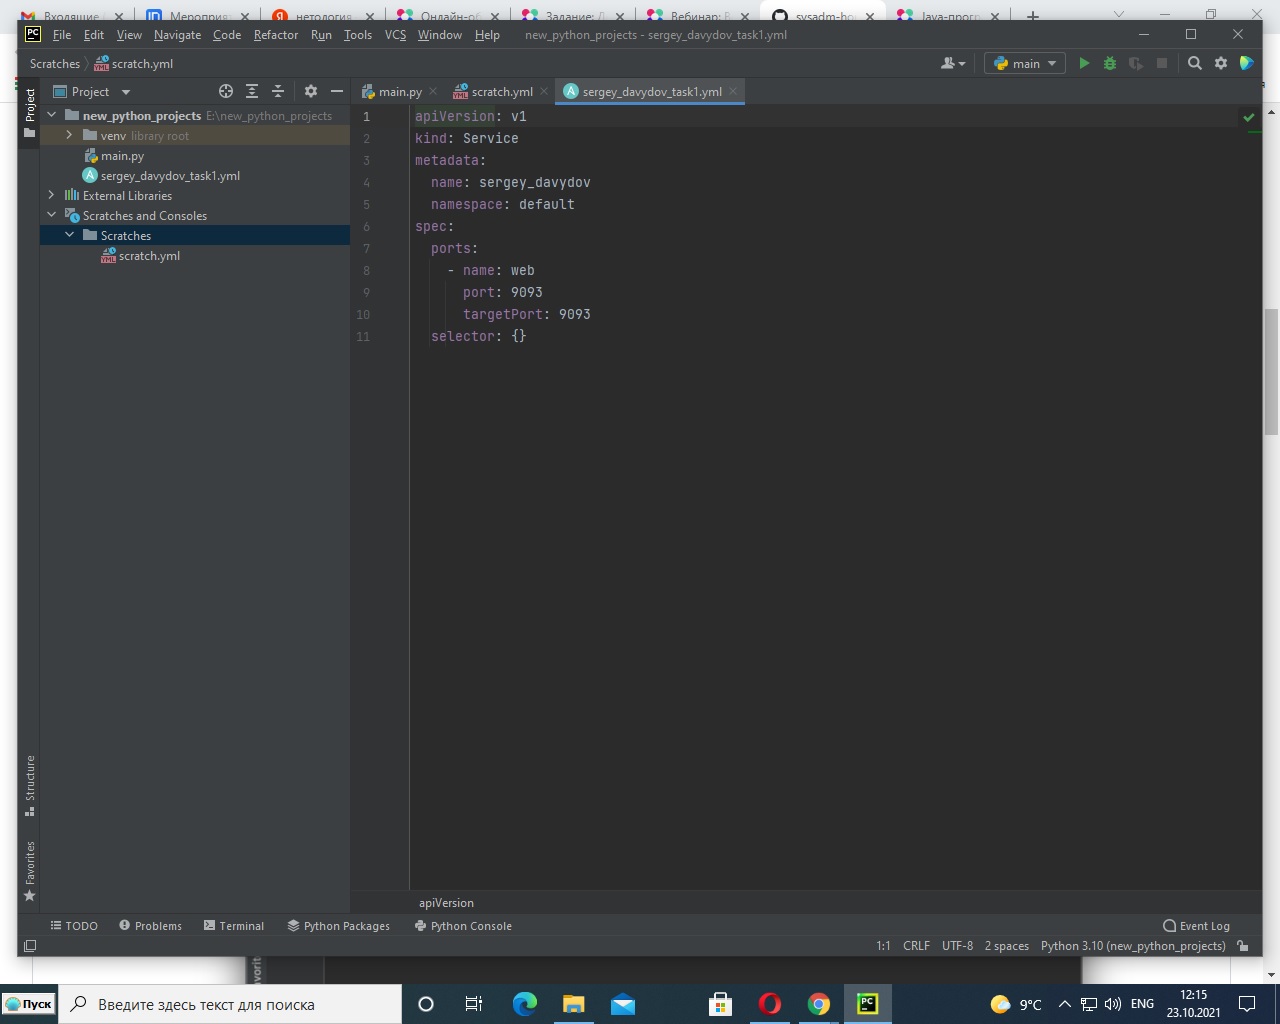 Входящие
Мероприя
нетология
Онлайн-об
Задание: Д
Вебинар: В
sysadm-ho
Java-прогр
PC
File Edit View Navigate Code Refactor Run Tools VCS Window Help
new_python_projects - sergey_davydov_task1.yml
Scratches
scratch.yml
main
Project
main.py
scratch.yml
sergey_davydov_task1.yml
Project
new_python_projects E:\new_python_projects
venv library root
main.py
sergey_davydov_task1.yml
External Libraries
Scratches and Consoles
Scratches
scratch.yml
1 apiVersion: v1
2 kind: Service
3 metadata:
4   name: sergey_davydov
5   namespace: default
6 spec:
7   ports:
8     - name: web
9       port: 9093
10       targetPort: 9093
11   selector: {}
Structure
Favorites
apiVersion
TODO Problems Terminal Python Packages Python Console Event Log
1:1 CRLF UTF-8 2 spaces Python 3.10 (new_python_projects)
Пуск
Введите здесь текст для поиска
9°C
ENG
12:15
23.10.2021